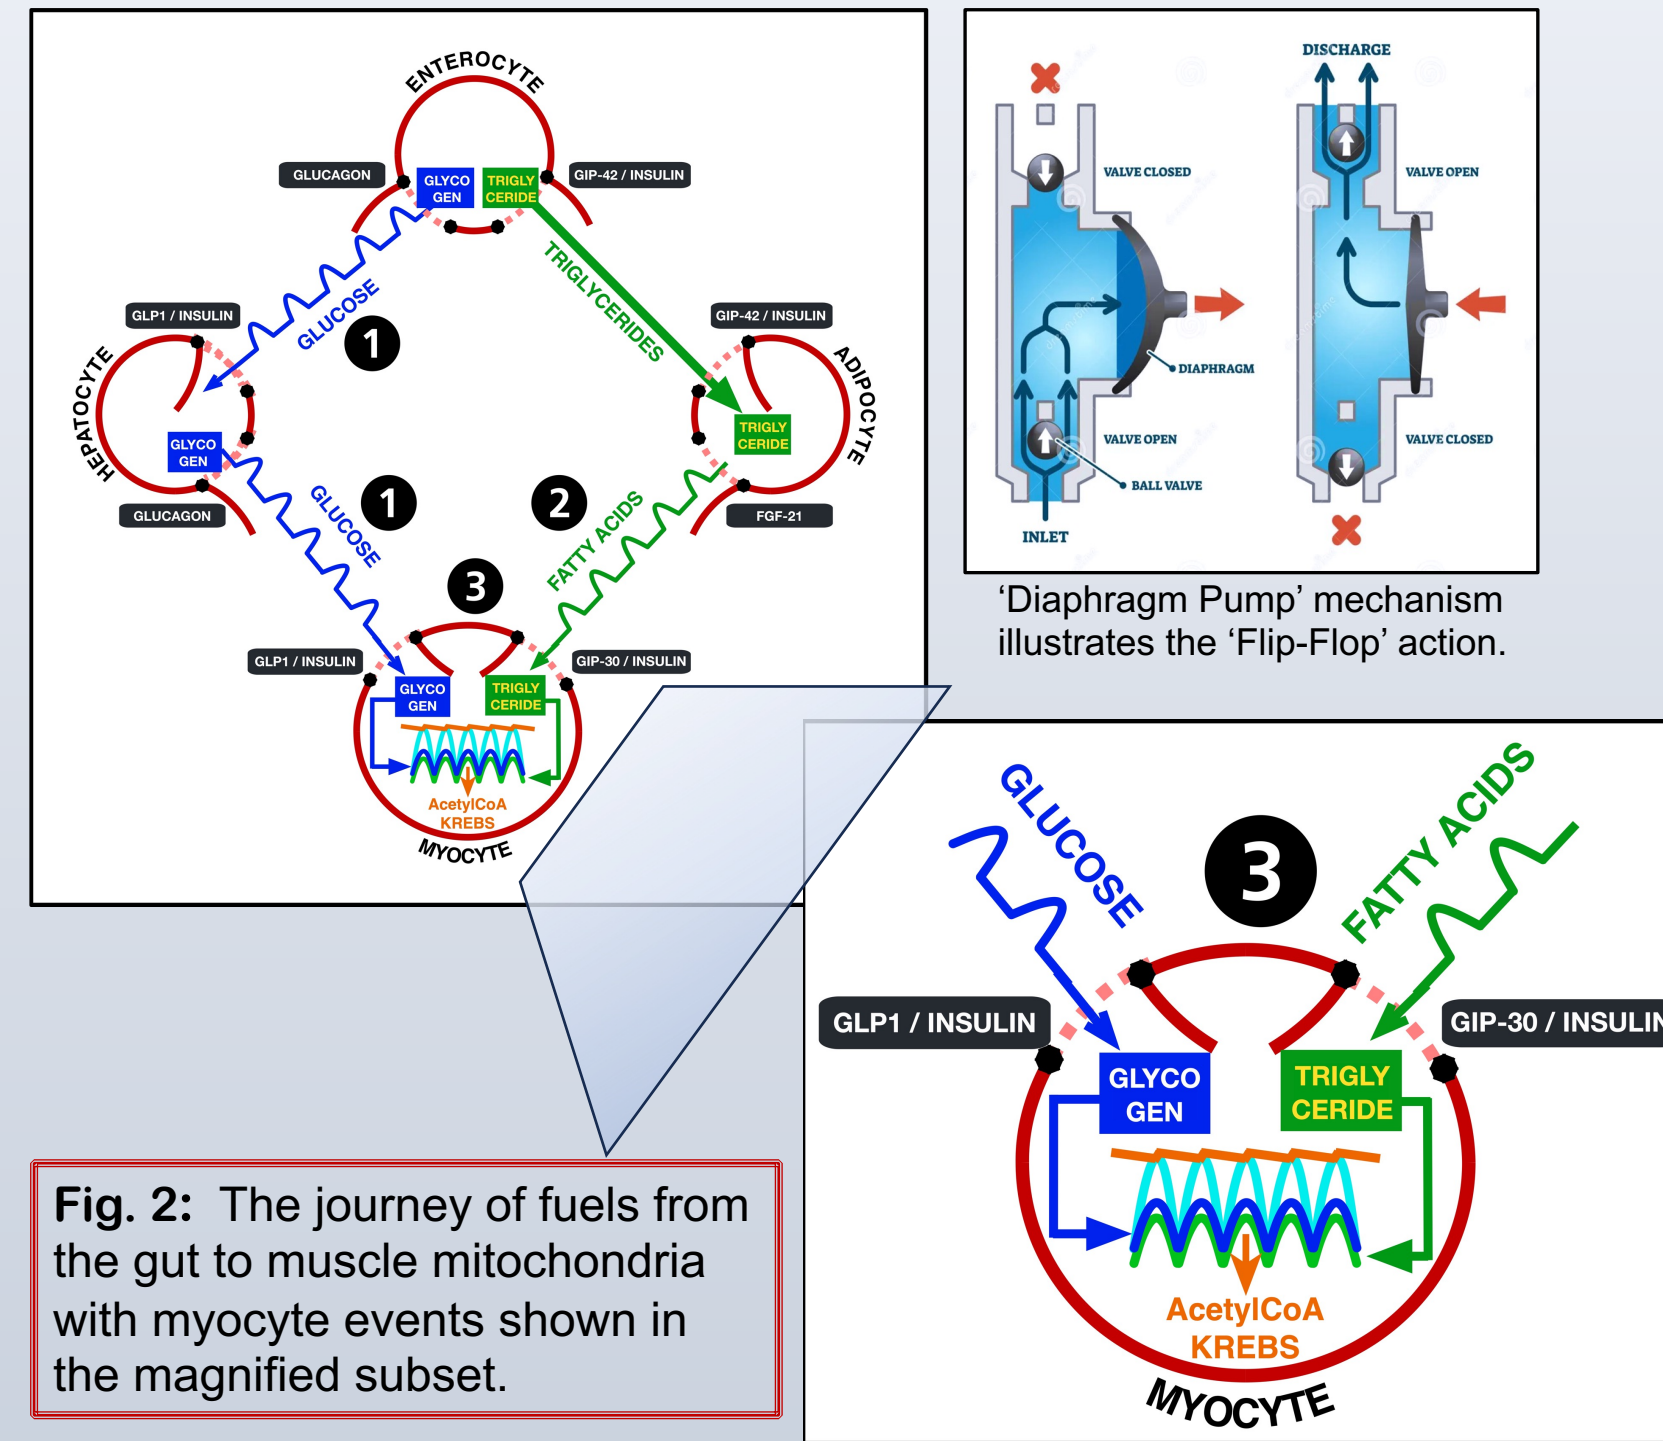 ENTEROCYTE
GLUCAGON
GLYCO
GEN
TRIGLY
CERIDE
GIP-42 / INSULIN
GLUCOSE
TRIGLYCERIDES
1
GLP1 / INSULIN
GIP-42 / INSULIN
HEPATOCYTE
ADIPOCYTE
GLYCO
GEN
TRIGLY
CERIDE
GLUCAGON
GLUCOSE
1
2
FATTY ACIDS
FGF-21
3
GLP1 / INSULIN
GIP-30 / INSULIN
GLYCO
GEN
TRIGLY
CERIDE
AcetylCoA
KREBS
MYOCYTE
DISCHARGE
VALVE CLOSED
VALVE OPEN
DIAPHRAGM
VALVE OPEN
VALVE CLOSED
BALL VALVE
INLET
‘Diaphragm Pump’ mechanism
illustrates the ‘Flip-Flop’ action.
GLUCOSE
3
FATTY ACIDS
GLP1 / INSULIN
GIP-30 / INSULIN
GLYCO
GEN
TRIGLY
CERIDE
AcetylCoA
KREBS
MYOCYTE
Fig. 2: The journey of fuels from
the gut to muscle mitochondria
with myocyte events shown in
the magnified subset.